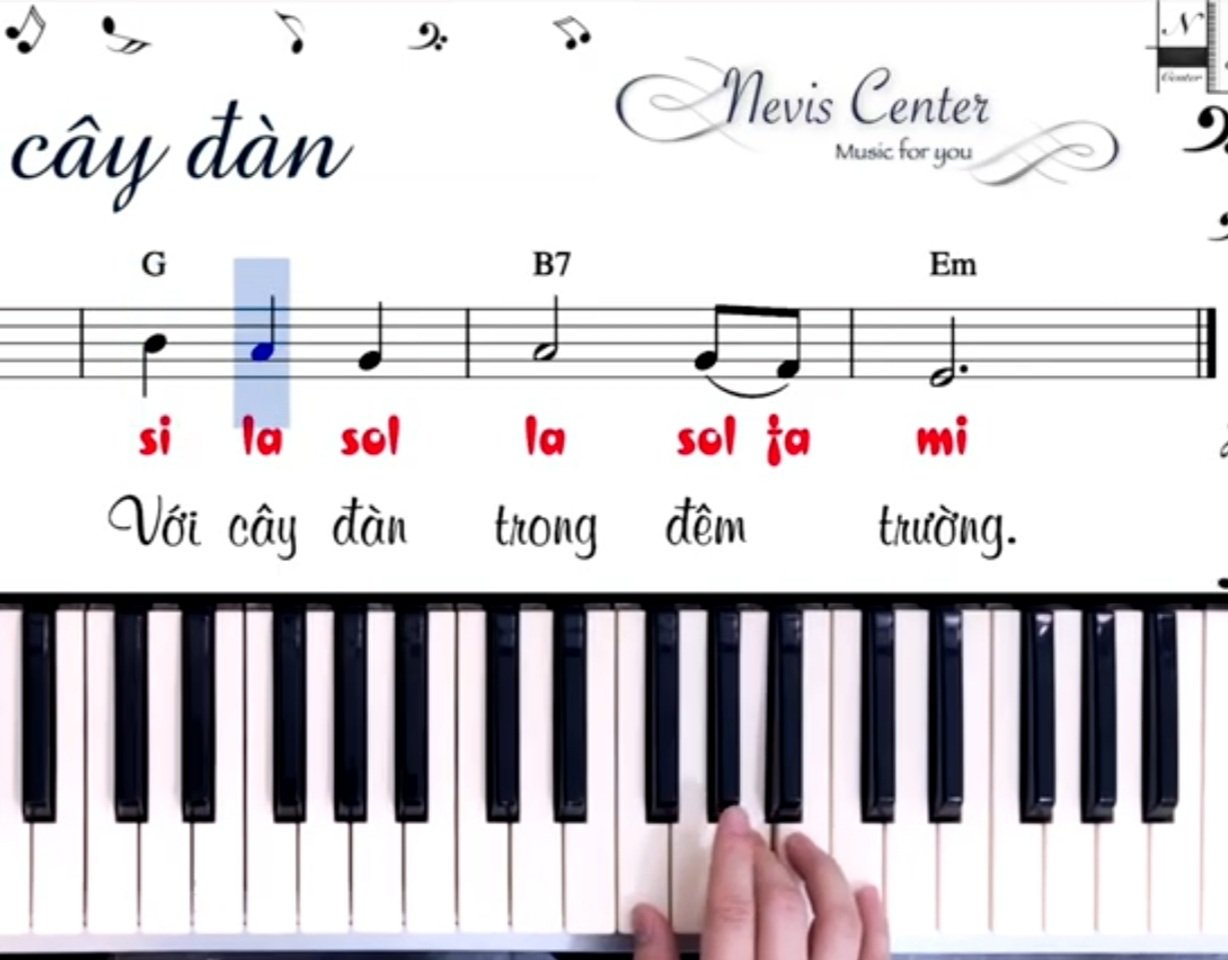 N
Center
Nevis Center
Music for you
cây đàn
G B7 Em
si la sol la sol fa mi
Với cây đàn trong đêm trường.